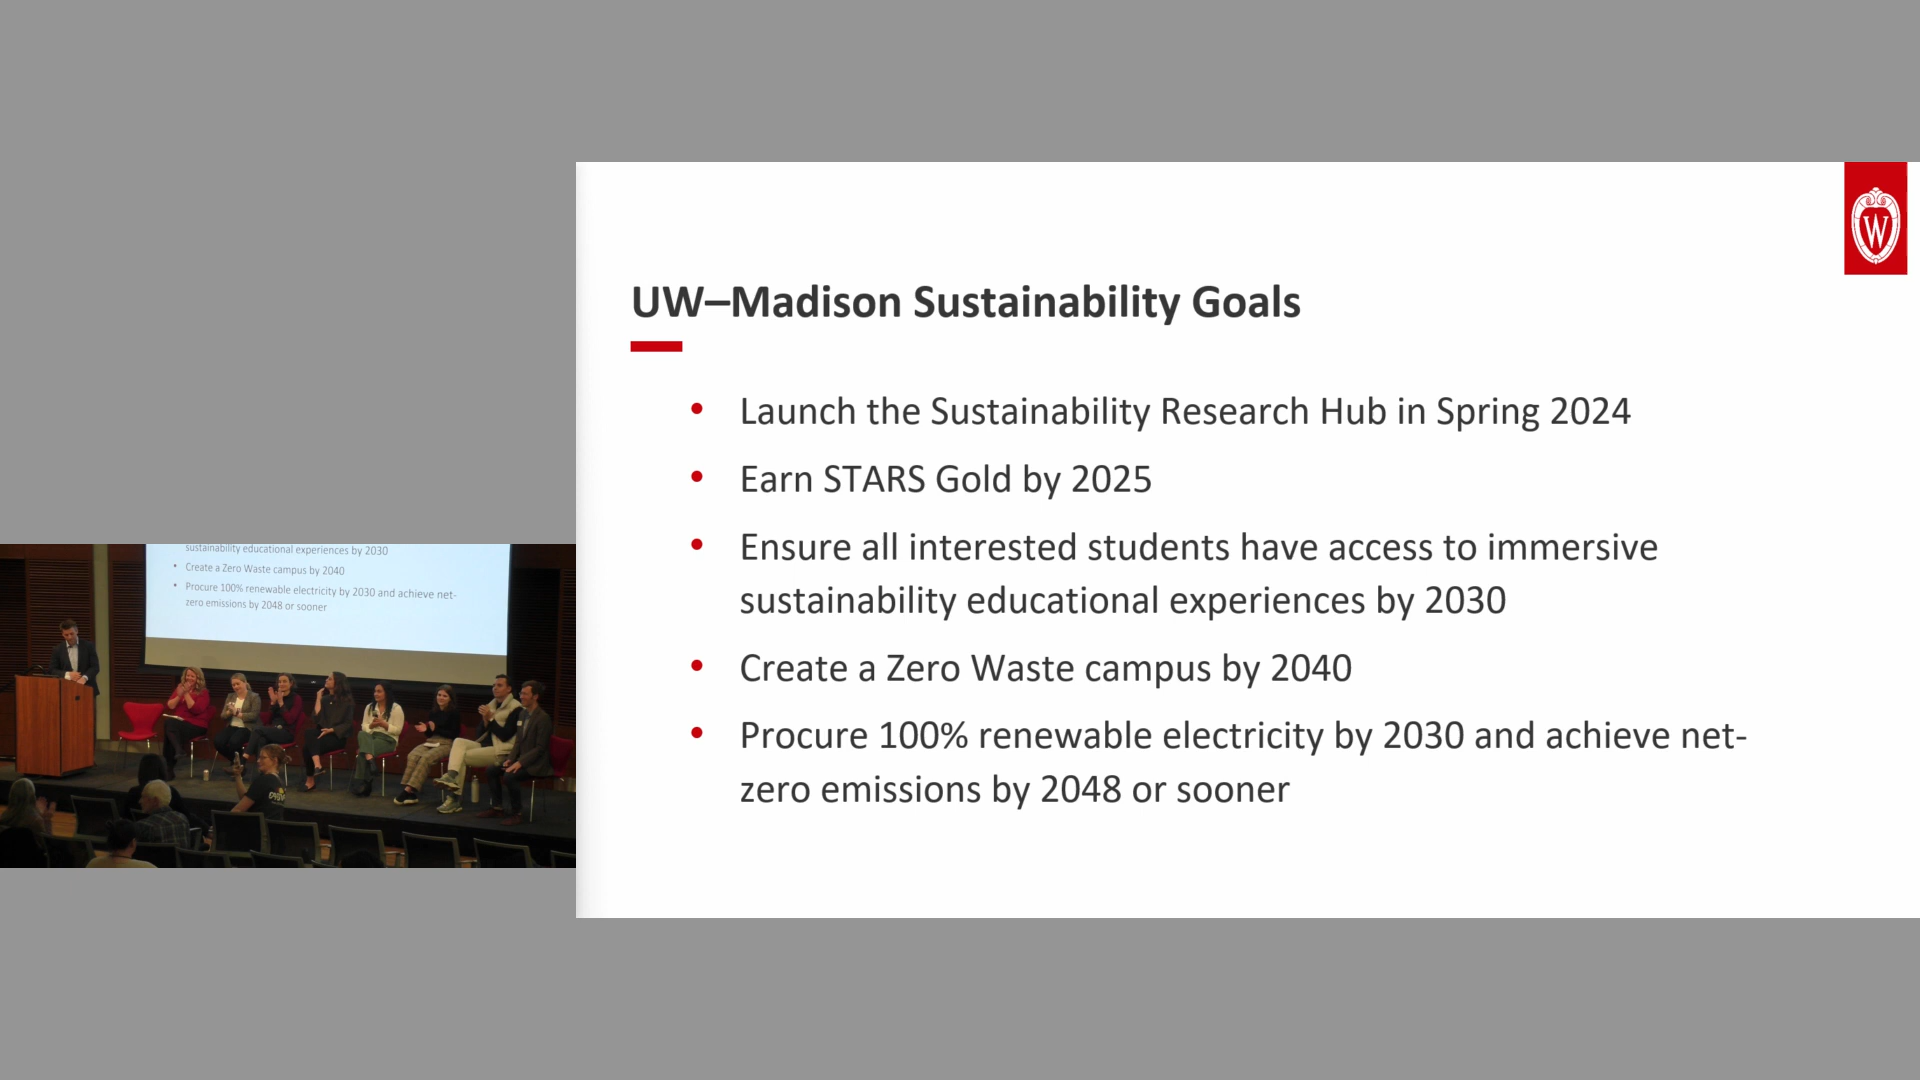 UW–Madison Sustainability Goals
• Launch the Sustainability Research Hub in Spring 2024
• Earn STARS Gold by 2025
• Ensure all interested students have access to immersive
sustainability educational experiences by 2030
• Create a Zero Waste campus by 2040
• Procure 100% renewable electricity by 2030 and achieve net-
zero emissions by 2048 or sooner
W
sustainability educational experiences by 2030
• Create a Zero Waste campus by 2040
• Procure 100% renewable electricity by 2030 and achieve net-
zero emissions by 2048 or sooner